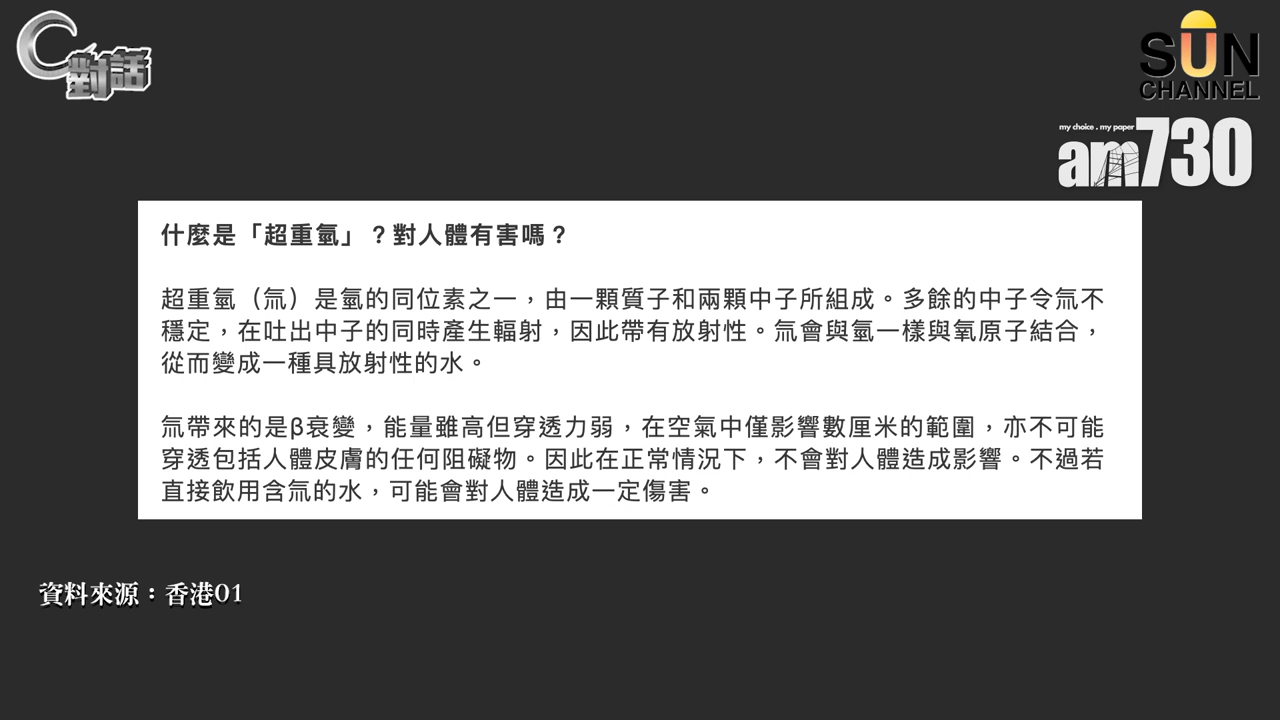 C對話
SUN
CHANNEL
my choice . my paper
am730
什麼是「超重氫」？對人體有害嗎？
超重氫（氚）是氫的同位素之一，由一顆質子和兩顆中子所組成。多餘的中子令氚不
穩定，在吐出中子的同時產生輻射，因此帶有放射性。氚會與氫一樣與氧原子結合，
從而變成一種具放射性的水。
氚帶來的是β衰變，能量雖高但穿透力弱，在空氣中僅影響數厘米的範圍，亦不可能
穿透包括人體皮膚的任何阻礙物。因此在正常情況下，不會對人體造成影響。不過若
直接飲用含氚的水，可能會對人體造成一定傷害。
資料來源：香港01